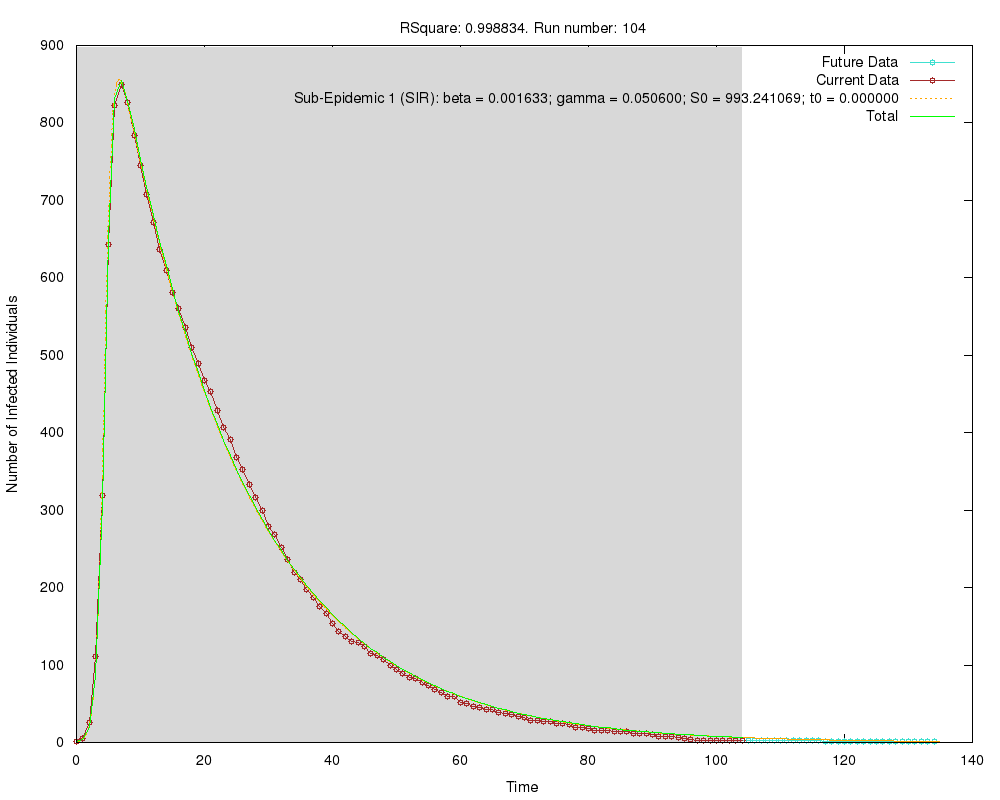 RSquare: 0.998834. Run number: 104
Future Data
Current Data
Sub-Epidemic 1 (SIR): beta = 0.001633; gamma = 0.050600; S0 = 993.241069; t0 = 0.000000
Total
900
800
700
600
500
400
300
200
100
0
Number of Infected Individuals
0 20 40 60 80 100 120 140
Time